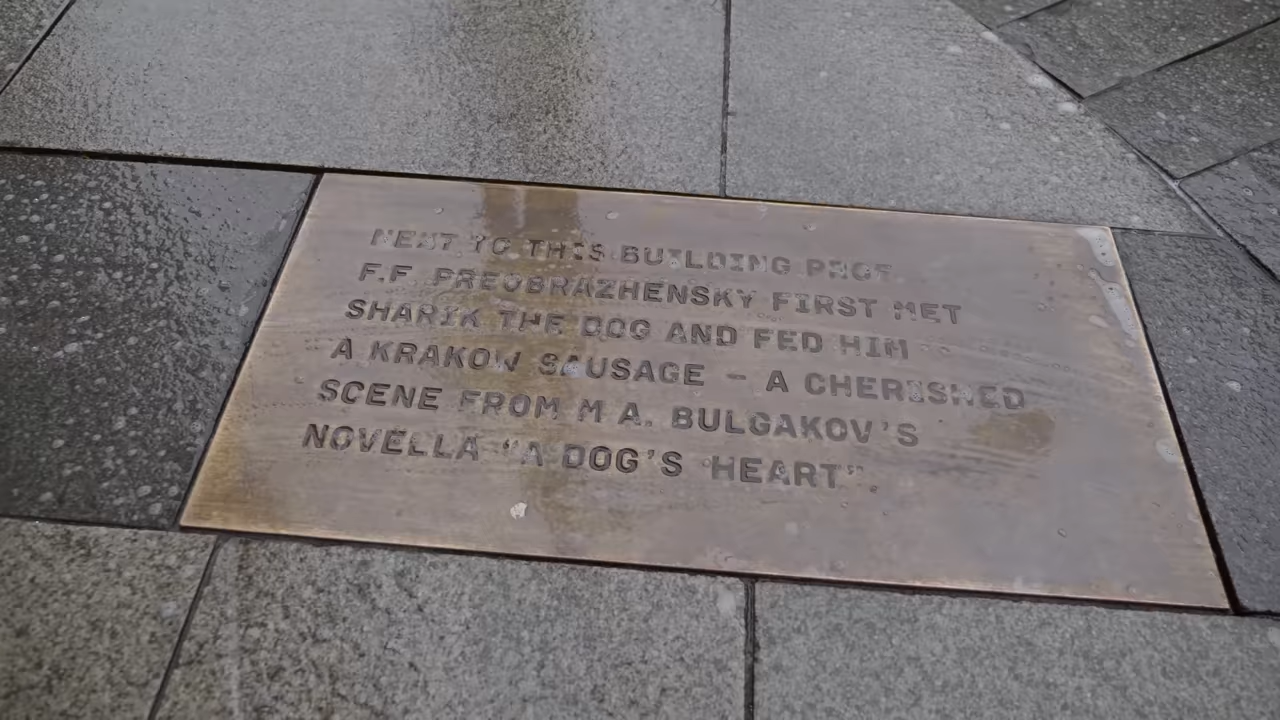 NEXT TO THIS BUILDING PROF.
F.F. PREOBRAZHENSKY FIRST MET
SHARIK THE DOG AND FED HIM
A KRAKOW SAUSAGE – A CHERISHED
SCENE FROM M.A. BULGAKOV'S
NOVELLA “A DOG'S HEART”.